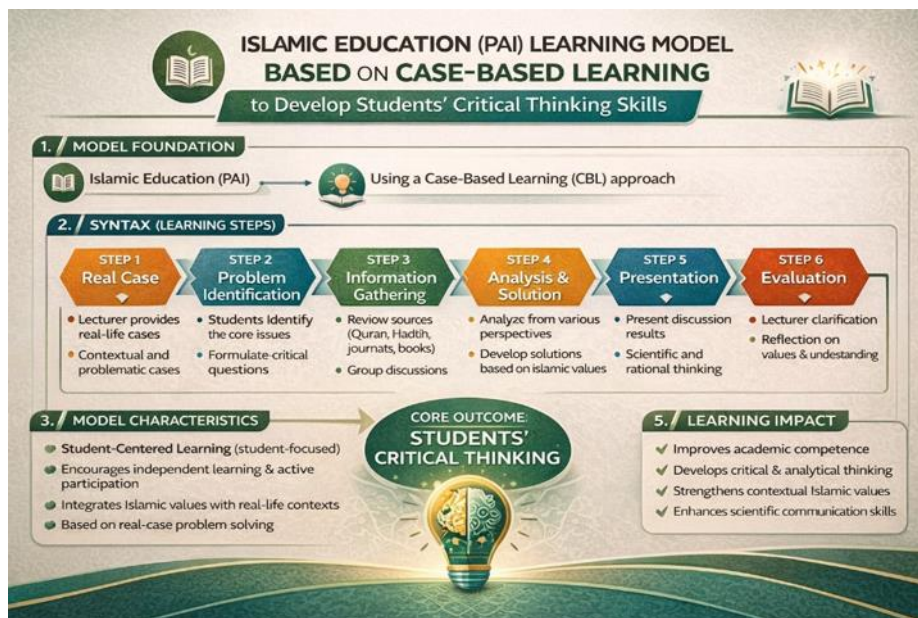 ISLAMIC EDUCATION (PAI) LEARNING MODEL
BASED ON CASE-BASED LEARNING
to Develop Students' Critical Thinking Skills
1. / MODEL FOUNDATION
Islamic Education (PAI)
Using a Case-Based Learning (CBL) approach
2. / SYNTAX (LEARNING STEPS)
STEP 1
Real Case
• Lecturer provides
real-life cases
• Contextual and
problematic cases
STEP 2
Problem
Identification
• Students Identify
the core issues
• Formulate critical
questions
STEP 3
Information
Gathering
• Review sources
(Quran, Hadtih,
journals, books)
• Group discussions
STEP 4
Analysis &
Solution
• Analyzc from various
perspectives
• Develop solutions
based on islamic values
STEP 5
Presentation
• Present discussion
results
• Scientific and
rational thinking
STEP 6
Evaluation
• Lecturer clarification
• Reflection on
values & undestanding
3. / MODEL CHARACTERISTICS
Student-Centered Learning (student-focused)
Encourages independent learning & active
participation
Integrates Islamic values with real-life contexts
Based on real-case problem solving
CORE OUTCOME:
STUDENTS'
CRITICAL THINKING
5. / LEARNING IMPACT
✓ Improves academic competence
✓ Develops critical & analytical thinking
✓ Strengthens contextual Islamic values
✓ Enhances scientific communication skills